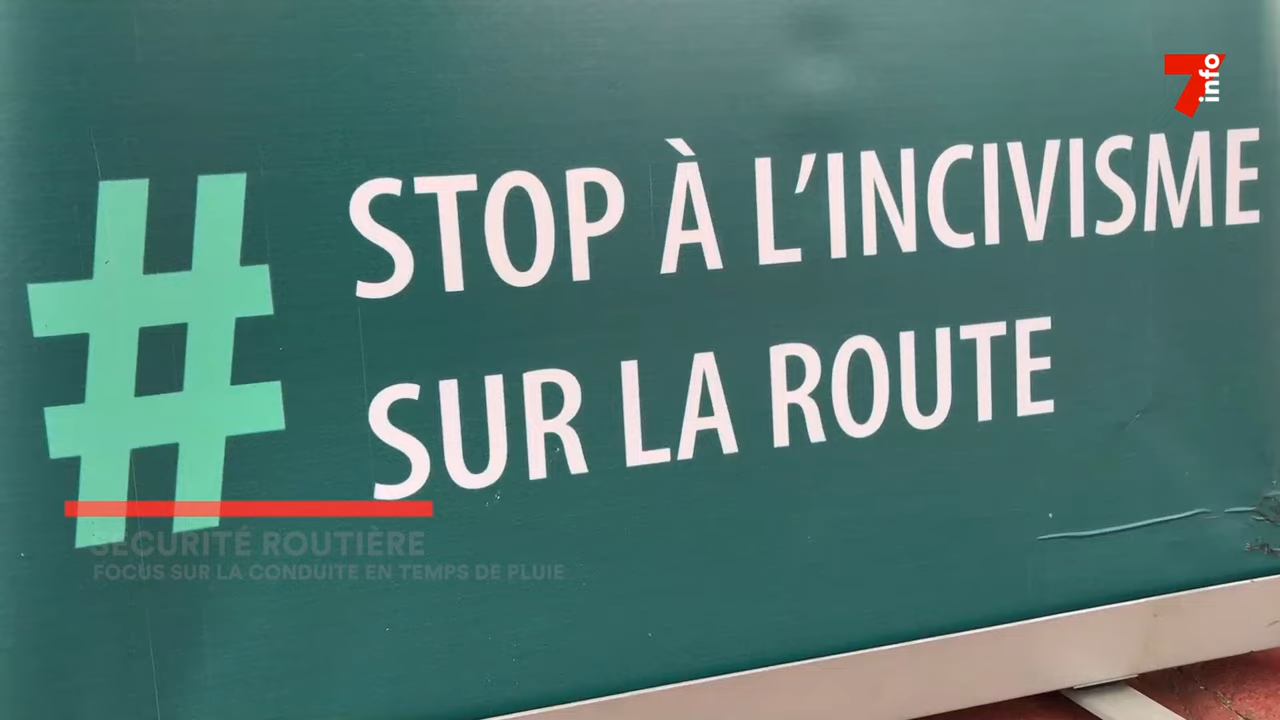 7info
# STOP À L'INCIVISME
SUR LA ROUTE
SÉCURITÉ ROUTIÈRE
FOCUS SUR LA CONDUITE EN TEMPS DE PLUIE